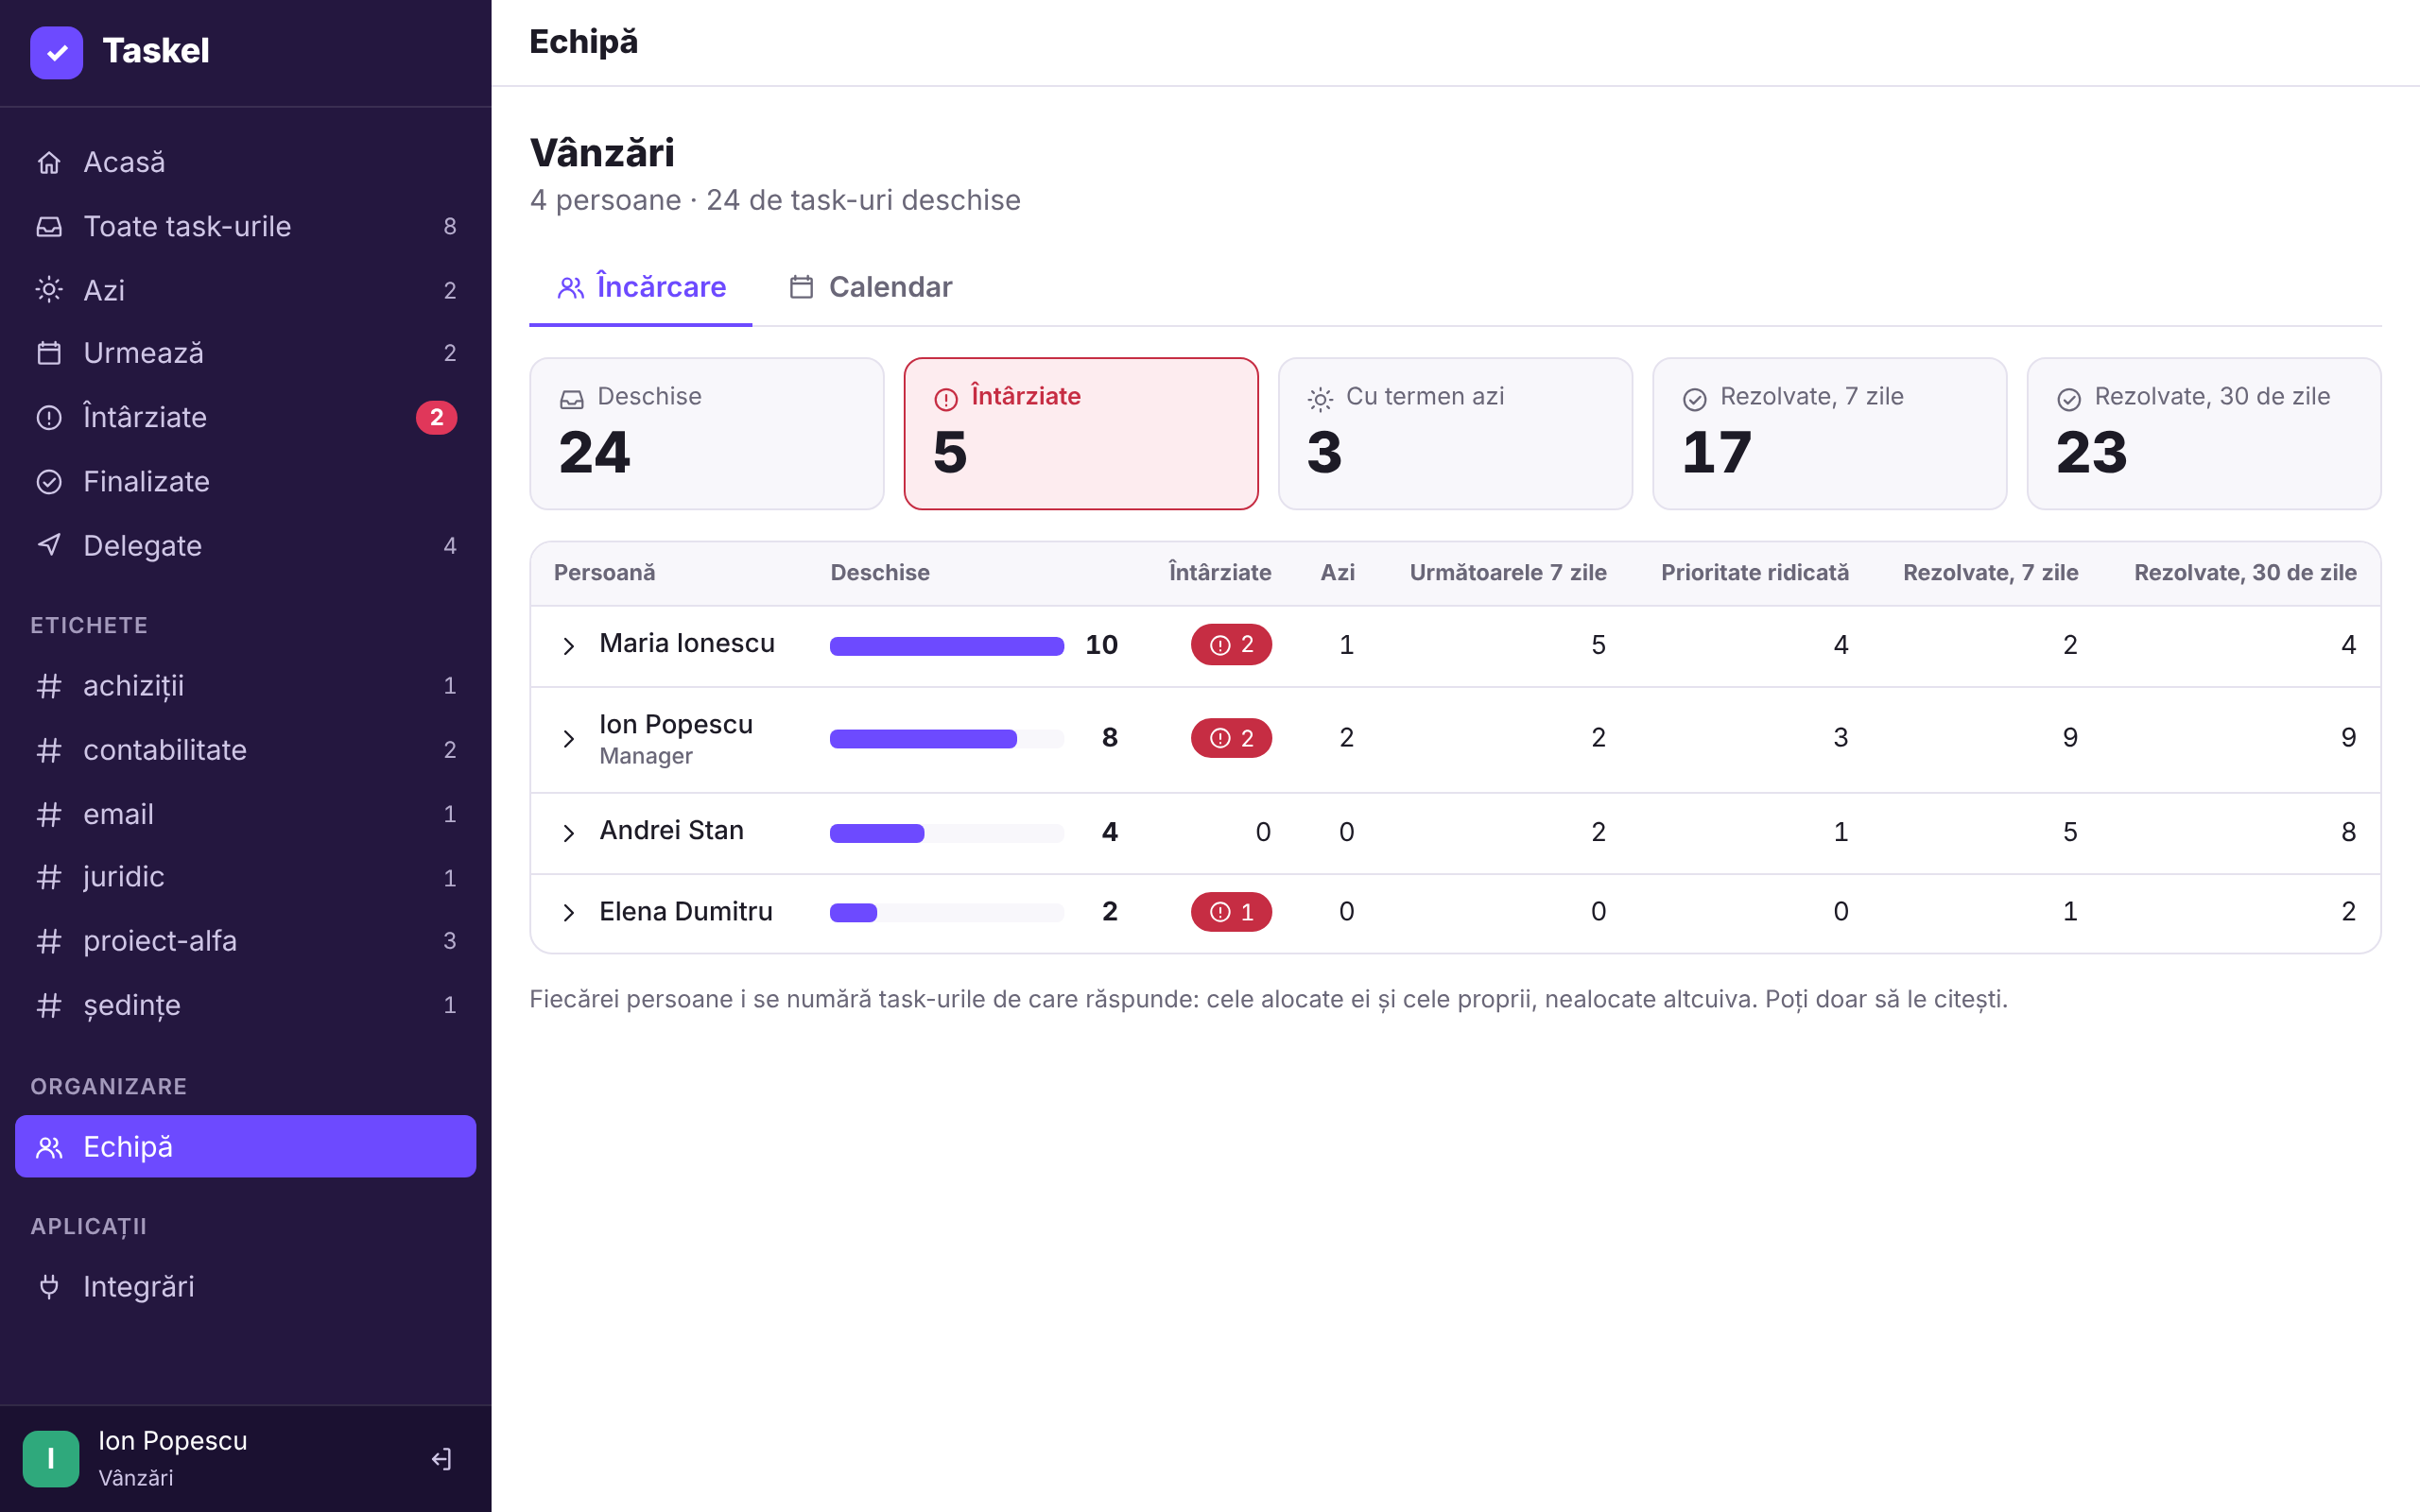 Taskel
Acasă
Toate task-urile 8
Azi 2
Urmează 2
Întârziate 2
Finalizate
Delegate 4
ETICHETE
achiziții 1
contabilitate 2
email 1
juridic 1
proiect-alfa 3
ședințe 1
ORGANIZARE
Echipă
APLICAȚII
Integrări
I
Ion Popescu
Vânzări
Echipă
Vânzări
4 persoane · 24 de task-uri deschise
Încărcare Calendar
Deschise
24
Întârziate
5
Cu termen azi
3
Rezolvate, 7 zile
17
Rezolvate, 30 de zile
23
Persoană Deschise Întârziate Azi Următoarele 7 zile Prioritate ridicată Rezolvate, 7 zile Rezolvate, 30 de zile
Maria Ionescu 10 2 1 5 4 2 4
Ion Popescu 8 2 2 2 3 9 9
Manager
Andrei Stan 4 0 0 2 1 5 8
Elena Dumitru 2 1 0 0 0 1 2
Fiecărei persoane i se numără task-urile de care răspunde: cele alocate ei și cele proprii, nealocate altcuiva. Poți doar să le citești.